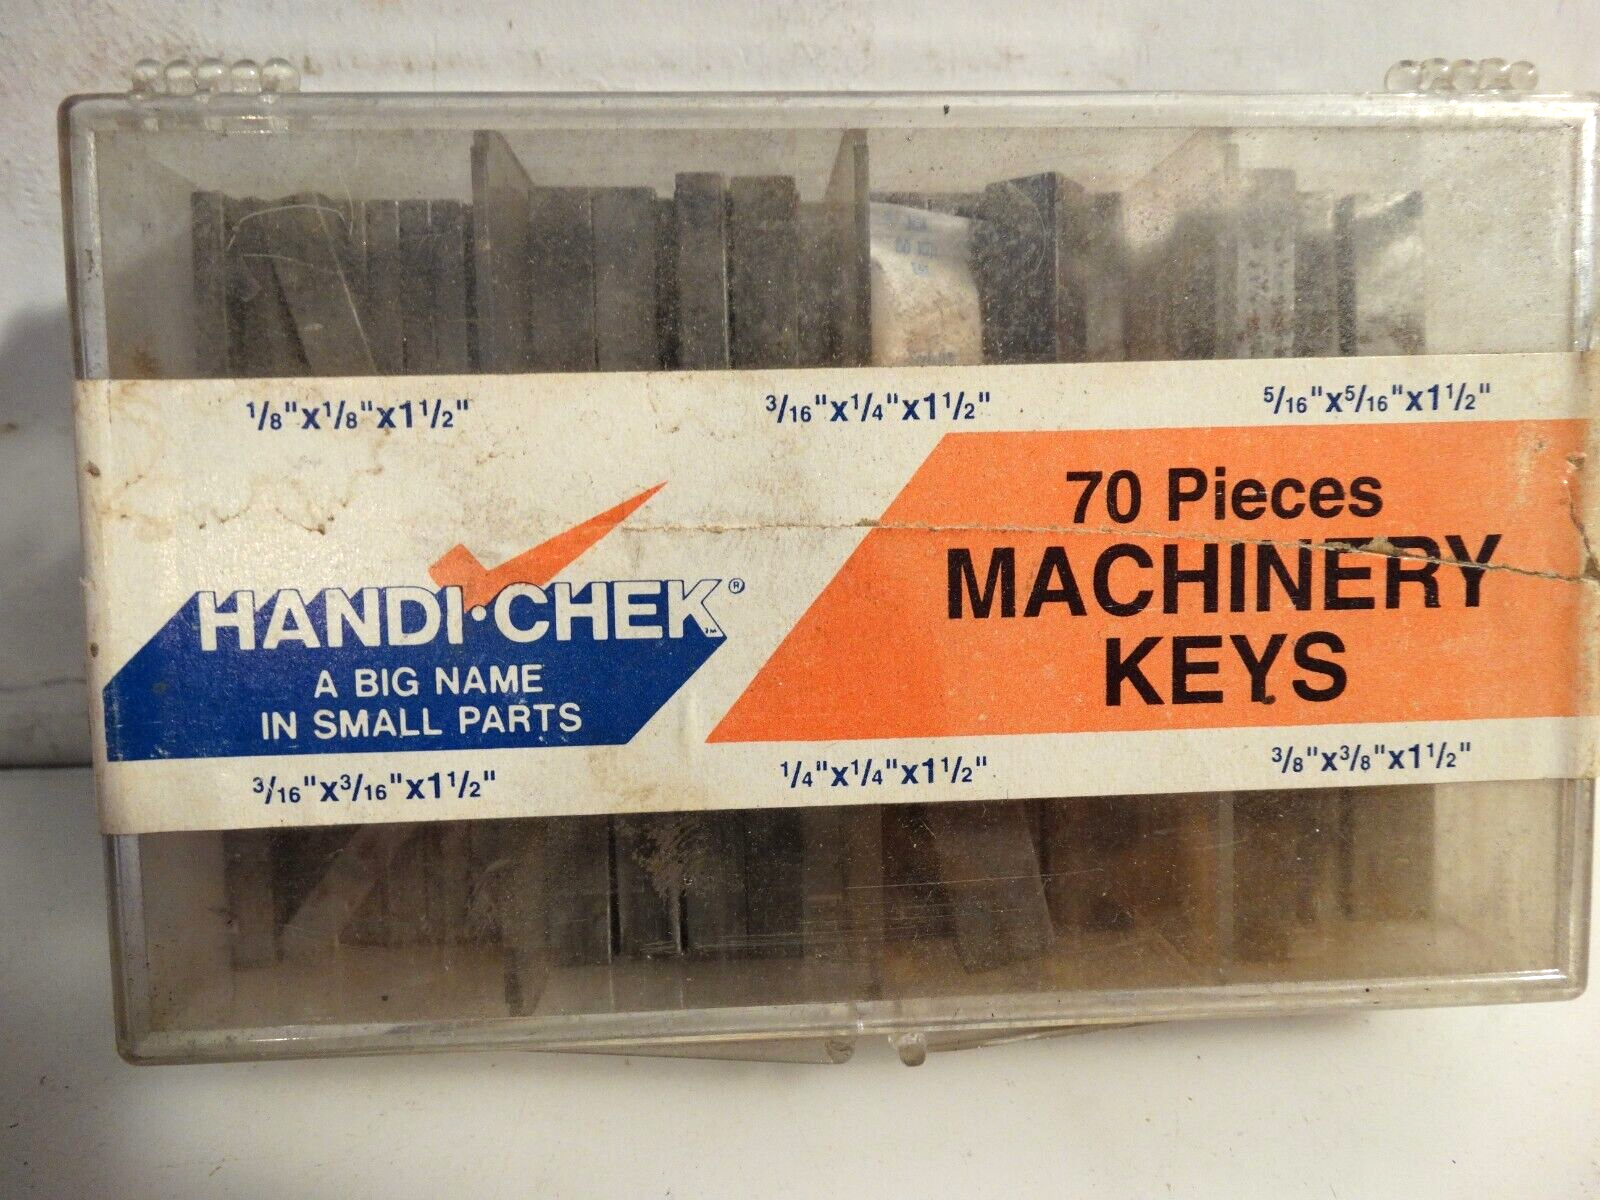 1/8"x1/8"x1 1/2"
3/16"x1/4"x1 1/2"
5/16"x5/16"x1 1/2"
70 Pieces
MACHINERY
KEYS
HANDI·CHEK®
TM
A BIG NAME
IN SMALL PARTS
3/16"x3/16"x1 1/2"
1/4"x1/4"x1 1/2"
3/8"x3/8"x1 1/2"